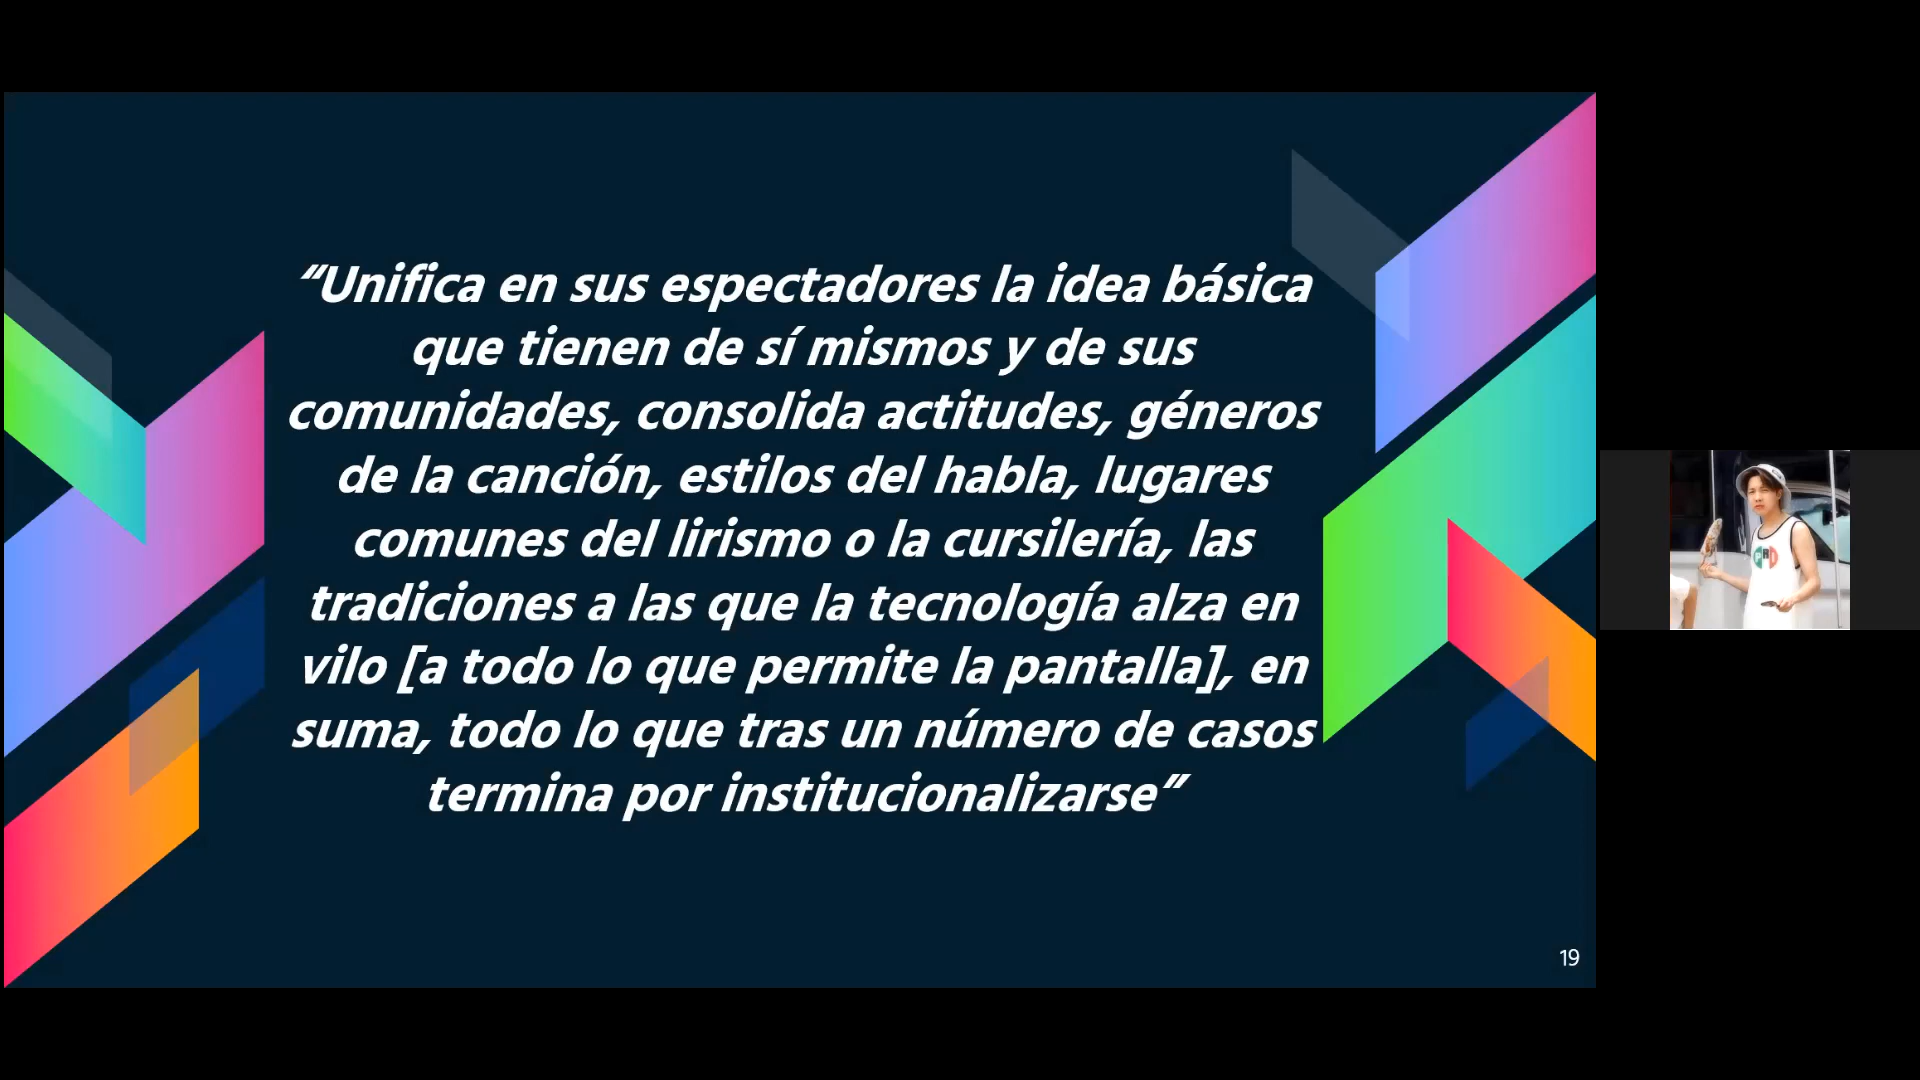 “Unifica en sus espectadores la idea básica
que tienen de sí mismos y de sus
comunidades, consolida actitudes, géneros
de la canción, estilos del habla, lugares
comunes del lirismo o la cursilería, las
tradiciones a las que la tecnología alza en
vilo [a todo lo que permite la pantalla], en
suma, todo lo que tras un número de casos
termina por institucionalizarse”
19
PRD